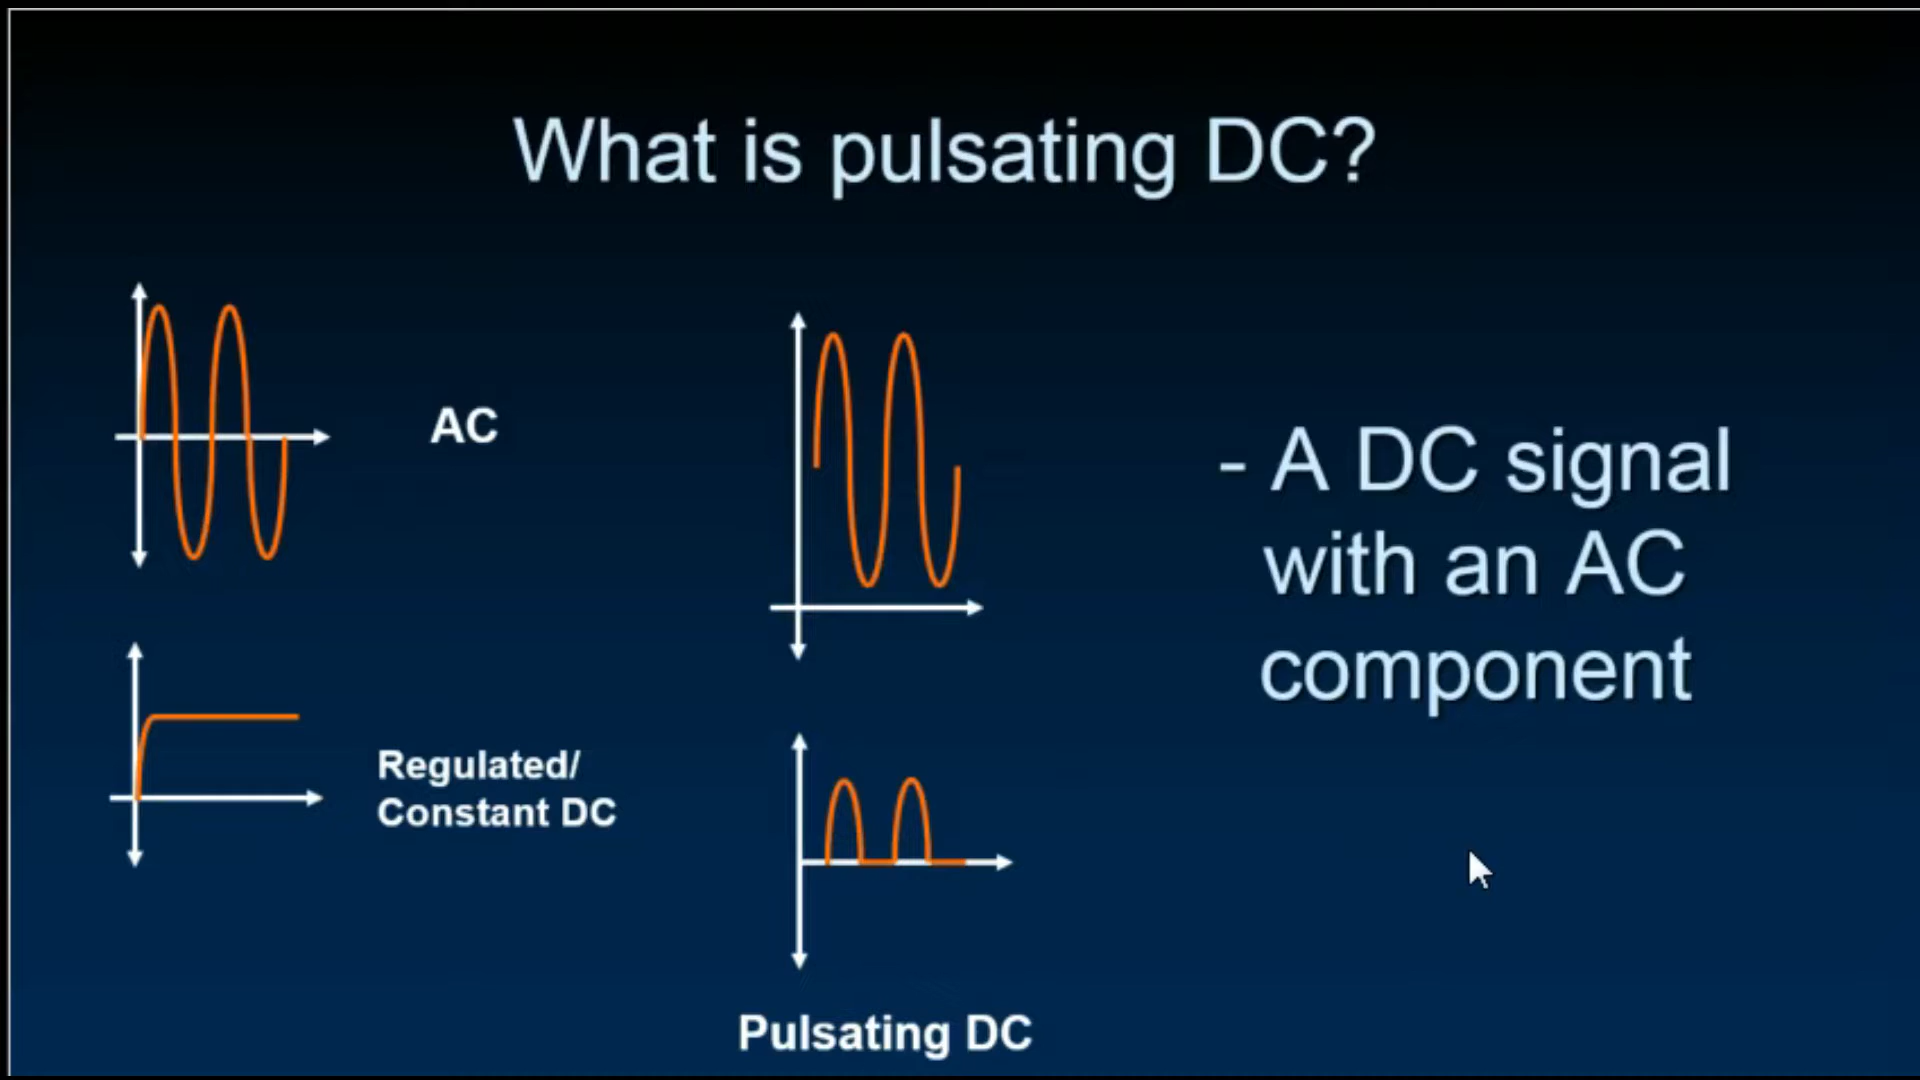 What is pulsating DC?
AC
- A DC signal
with an AC
component
Regulated/
Constant DC
Pulsating DC